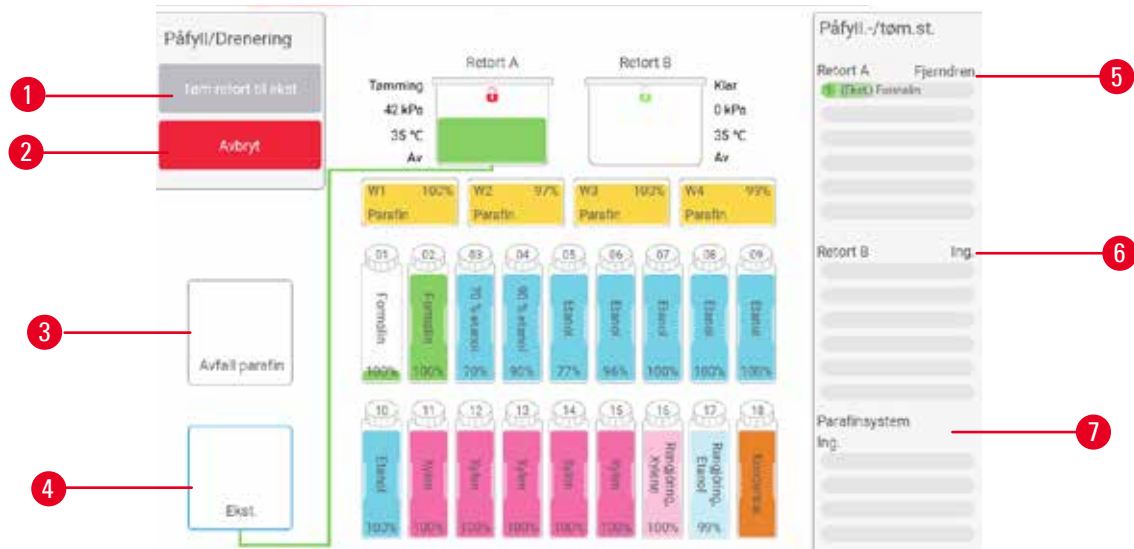 Påfyll/Drenering
Tøm retort til ekst
Avbryt
1
2
3
4
Avfall parafin
Ekst.
Retort A
Tømming
42 kPa
35 °C
Av
Retort B
Klar
0 kPa
35 °C
Av
W1 100%
Parafin
W2 97%
Parafin
W3 100%
Parafin
W4 99%
Parafin
01 02 03 04 05 06 07 08 09
Formalin
Formalin
70 % etanol
90 % etanol
Etanol
Etanol
Etanol
Etanol
Etanol
100% 100% 70% 90% 77% 96% 100% 100% 100%
10 11 12 13 14 15 16 17 18
Etanol
Xylen
Xylen
Xylen
Xylen
Xylen
Rengjøring, xylene
Rengjøring, Etanol
100% 100% 100% 100% 100% 100% 100% 99%
Påfyll.-/tøm.st.
Retort A Fjerndren
(Ekst.) Formalin
Retort B Ing.
Parafinsystem
Ing.
5
6
7